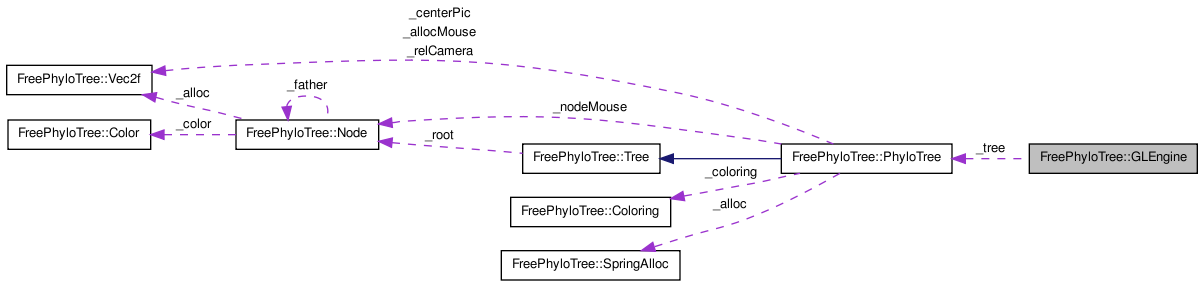 _centerPic
_allocMouse
_relCamera
FreePhyloTree::Vec2f
_father
_alloc
_nodeMouse
_color
FreePhyloTree::Color
FreePhyloTree::Node
_root
_tree
FreePhyloTree::Tree
FreePhyloTree::PhyloTree
FreePhyloTree::GLEngine
_coloring
_alloc
FreePhyloTree::Coloring
FreePhyloTree::SpringAlloc